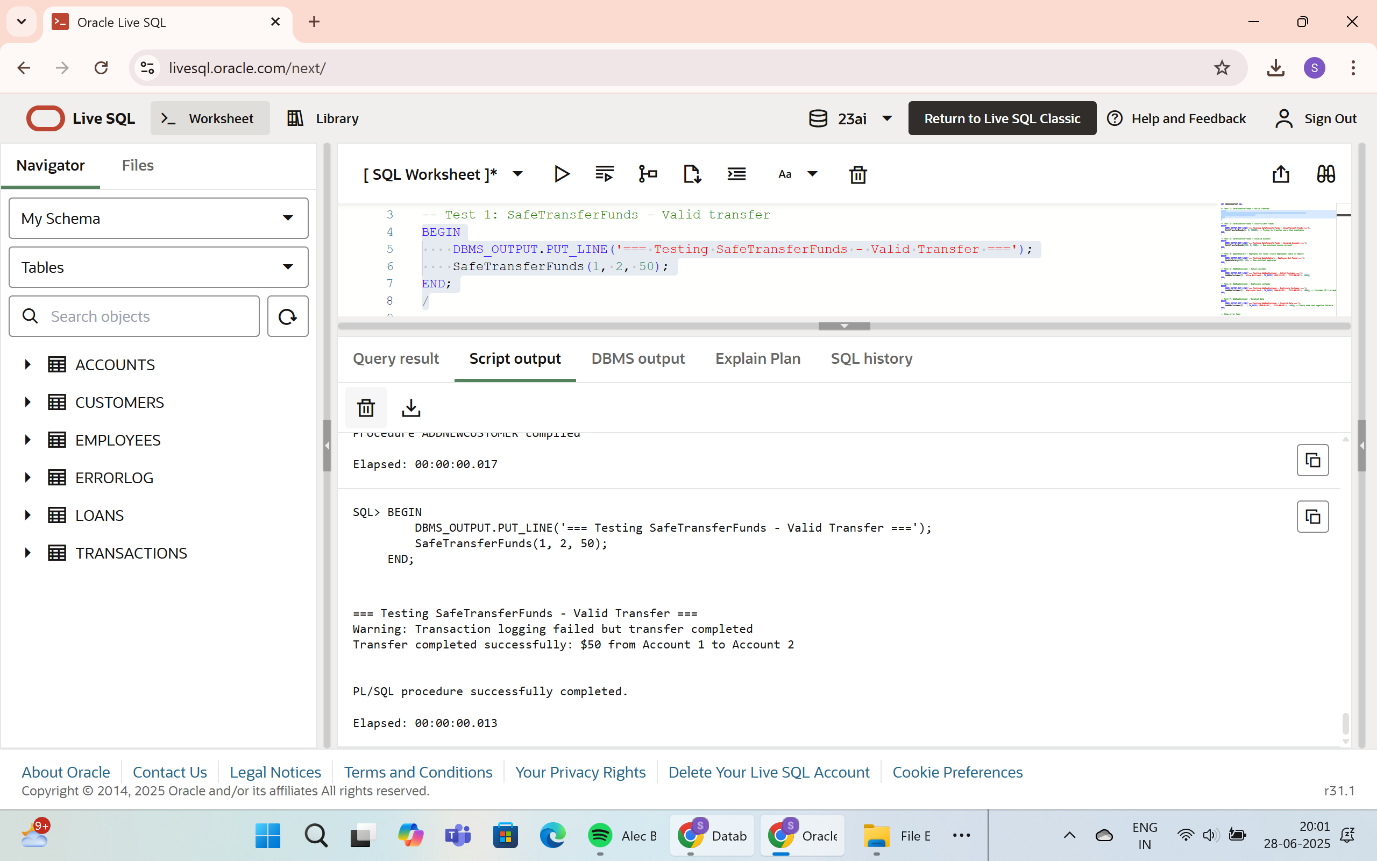 Oracle Live SQL
livesql.oracle.com/next/
S
Live SQL
Worksheet
Library
23ai
Return to Live SQL Classic
Help and Feedback
Sign Out
Navigator
Files
My Schema
Tables
Search objects
ACCOUNTS
CUSTOMERS
EMPLOYEES
ERRORLOG
LOANS
TRANSACTIONS
[ SQL Worksheet ]*
Aa
3 -- Test 1: SafeTransferFunds - Valid transfer
4 BEGIN
5 DBMS_OUTPUT.PUT_LINE('=== Testing SafeTransferFunds - Valid Transfer ===');
6 SafeTransferFunds(1, 2, 50);
7 END;
8 /
Query result
Script output
DBMS output
Explain Plan
SQL history
Procedure ADDNEWCUSTOMER compiled
Elapsed: 00:00:00.017
SQL> BEGIN
DBMS_OUTPUT.PUT_LINE('=== Testing SafeTransferFunds - Valid Transfer ===');
SafeTransferFunds(1, 2, 50);
END;
=== Testing SafeTransferFunds - Valid Transfer ===
Warning: Transaction logging failed but transfer completed
Transfer completed successfully: $50 from Account 1 to Account 2
PL/SQL procedure successfully completed.
Elapsed: 00:00:00.013
About Oracle
Contact Us
Legal Notices
Terms and Conditions
Your Privacy Rights
Delete Your Live SQL Account
Cookie Preferences
Copyright © 2014, 2025 Oracle and/or its affiliates All rights reserved.
r31.1
9+
Alec B
S
Datab
S
Oracle
File E
ENG
IN
20:01
28-06-2025